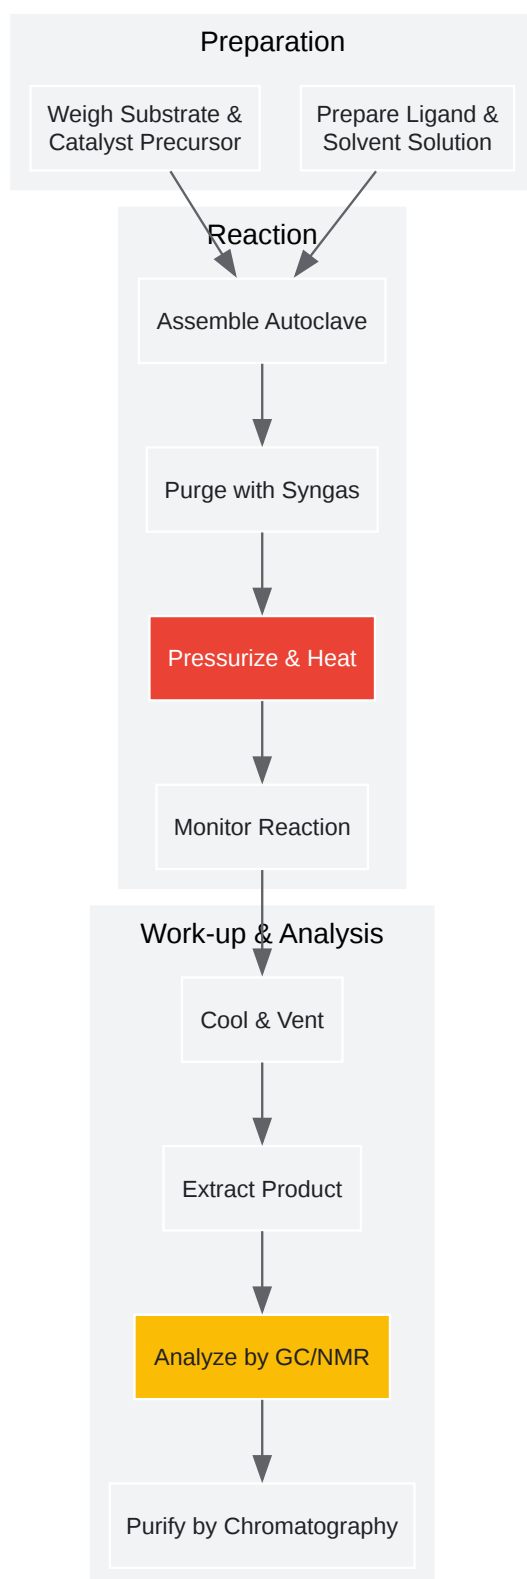 Preparation
Weigh Substrate &
Catalyst Precursor
Prepare Ligand &
Solvent Solution
Reaction
Assemble Autoclave
Purge with Syngas
Pressurize & Heat
Monitor Reaction
Work-up & Analysis
Cool & Vent
Extract Product
Analyze by GC/NMR
Purify by Chromatography